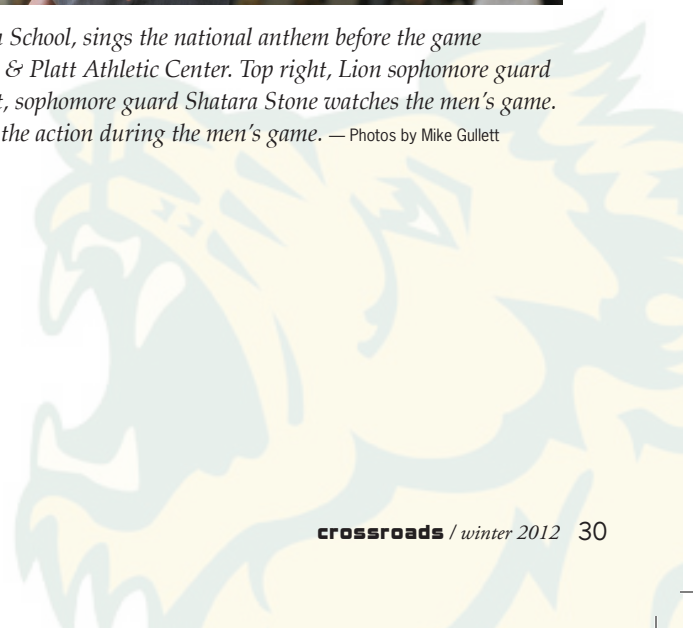 School, sings the national anthem before the game
& Platt Athletic Center. Top right, Lion sophomore guard
, sophomore guard Shatara Stone watches the men’s game.
the action during the men’s game. — Photos by Mike Gullett
crossroads / winter 2012 30